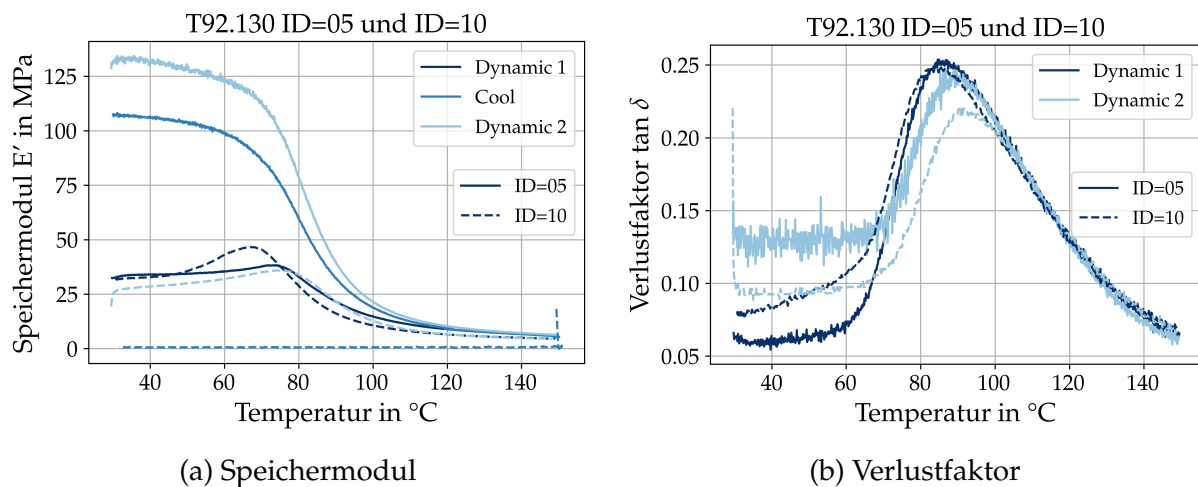 T92.130 ID=05 und ID=10
Speichermodul E′ in MPa
125
100
75
50
25
0
Dynamic 1
Cool
Dynamic 2
ID=05
ID=10
40 60 80 100 120 140
Temperatur in °C
(a) Speichermodul
T92.130 ID=05 und ID=10
Verlustfaktor tan δ
0.25
0.20
0.15
0.10
0.05
Dynamic 1
Dynamic 2
ID=05
ID=10
40 60 80 100 120 140
Temperatur in °C
(b) Verlustfaktor